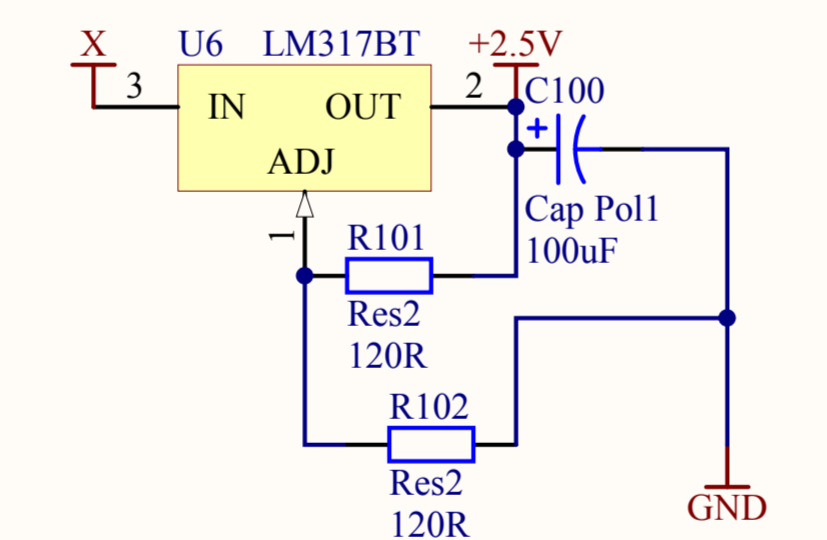 X
U6 LM317BT
+2.5V
3
IN OUT
2
C100
+
ADJ
1
Cap Pol1
100uF
R101
Res2
120R
R102
Res2
120R
GND